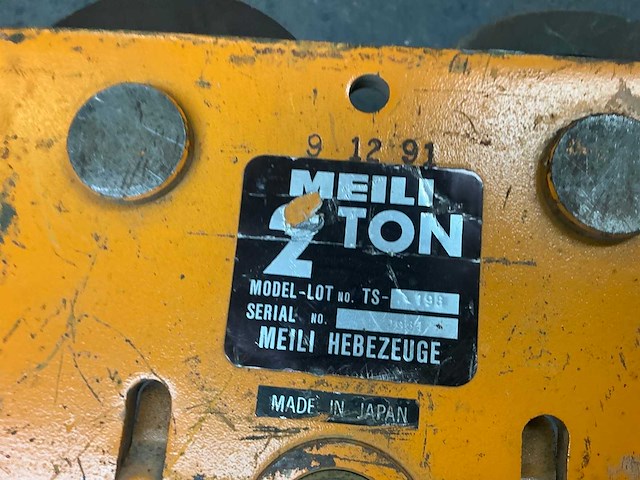 9 12 91
MEILI
2 TON
MODEL-LOT NO. TS-
SERIAL NO.
MEILI HEBEZEUGE
MADE IN JAPAN